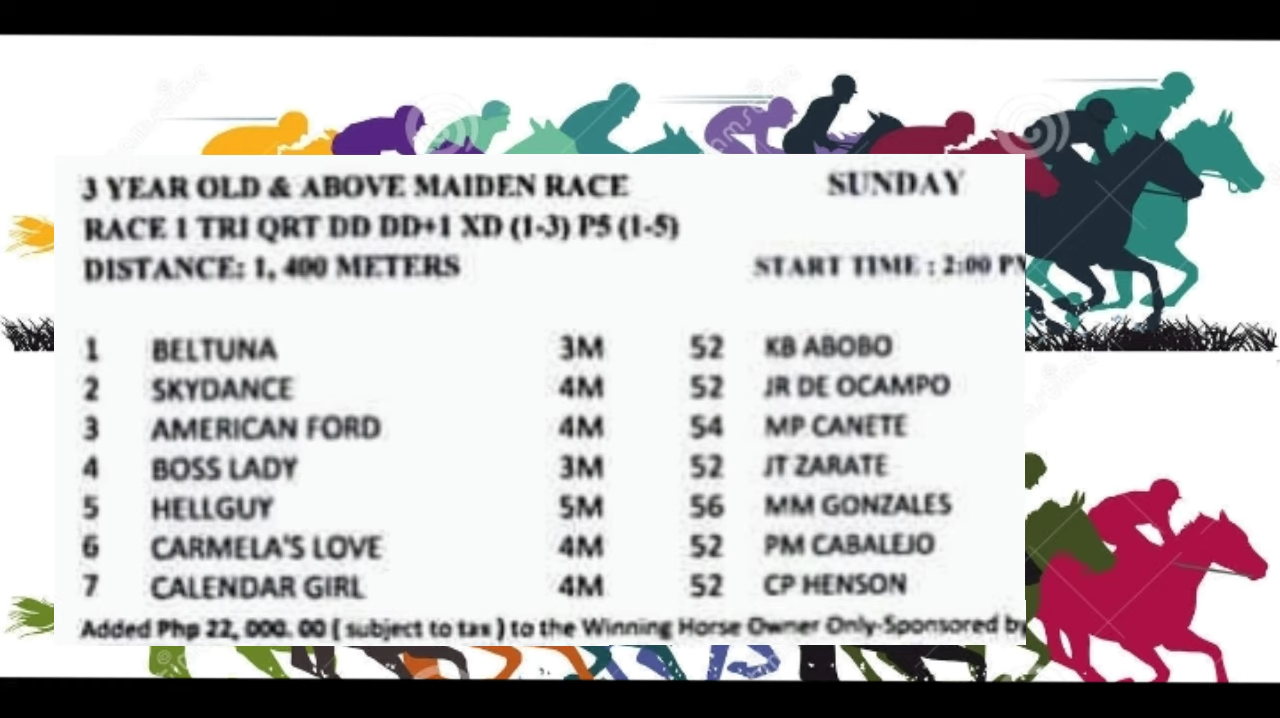 3 YEAR OLD & ABOVE MAIDEN RACE SUNDAY
RACE 1 TRI QRT DD DD+1 XD (1-3) P5 (1-5)
DISTANCE: 1, 400 METERS START TIME : 2:00 PM
1 BELTUNA 3M 52 KB ABOBO
2 SKYDANCE 4M 52 JR DE OCAMPO
3 AMERICAN FORD 4M 54 MP CANETE
4 BOSS LADY 3M 52 JT ZARATE
5 HELLGUY 5M 56 MM GONZALES
6 CARMELA'S LOVE 4M 52 PM CABALEJO
7 CALENDAR GIRL 4M 52 CP HENSON
Added Php 22, 000. 00 ( subject to tax ) to the Winning Horse Owner Only-Sponsored by